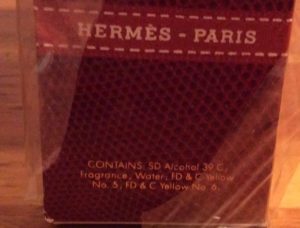 HERMÈS - PARIS
CONTAINS: SD Alcohol 39 C,
Fragrance, Water, FD & C Yellow
No. 5, FD & C Yellow No. 6.